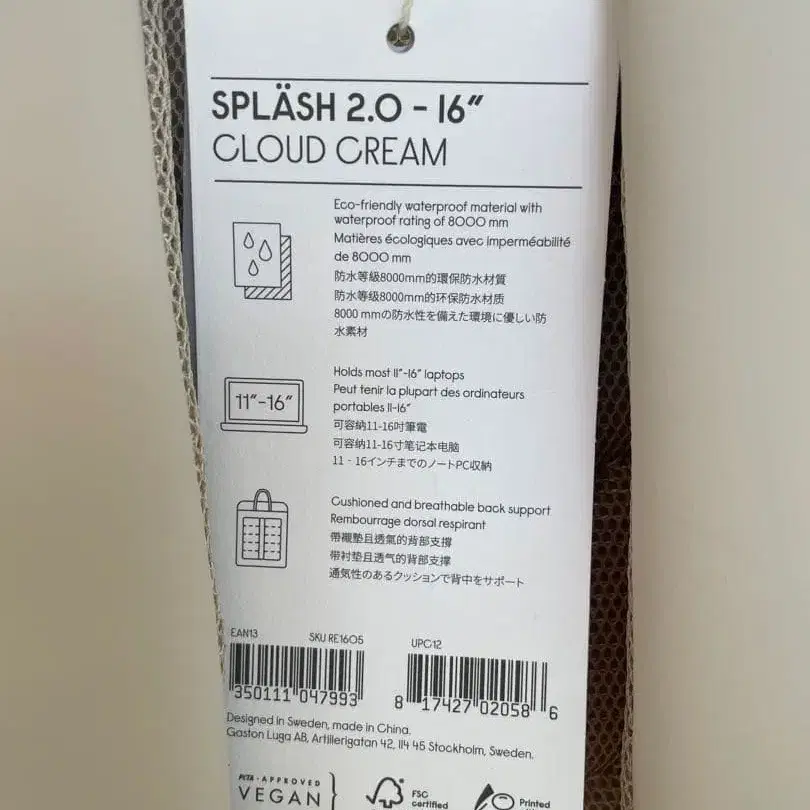 SPLÄSH 2.0 - 16"
CLOUD CREAM
Eco-friendly waterproof material with
waterproof rating of 8000 mm
Matières écologiques avec imperméabilité
de 8000 mm
防水等級8000mm的環保防水材質
防水等级8000mm的环保防水材质
8000 mmの防水性を備えた環境に優しい防
水素材
11"-16"
Holds most 11"-16" laptops
Peut tenir la plupart des ordinateurs
portables 11-16"
可容納11-16吋筆電
可容纳11-16寸笔记本电脑
11 - 16インチまでのノートPC収納
Cushioned and breathable back support
Rembourrage dorsal respirant
帶襯墊且透氣的背部支撐
带衬垫且透气的背部支撑
通気性のあるクッションで背中をサポート
EAN13 SKU RE1605 UPC12
350111 047993
8 17427 02058 6
Designed in Sweden, made in China.
Gaston Luga AB, Artillerigatan 42, 114 45 Stockholm, Sweden.
PETA - APPROVED
VEGAN
FSC
certified
Printed